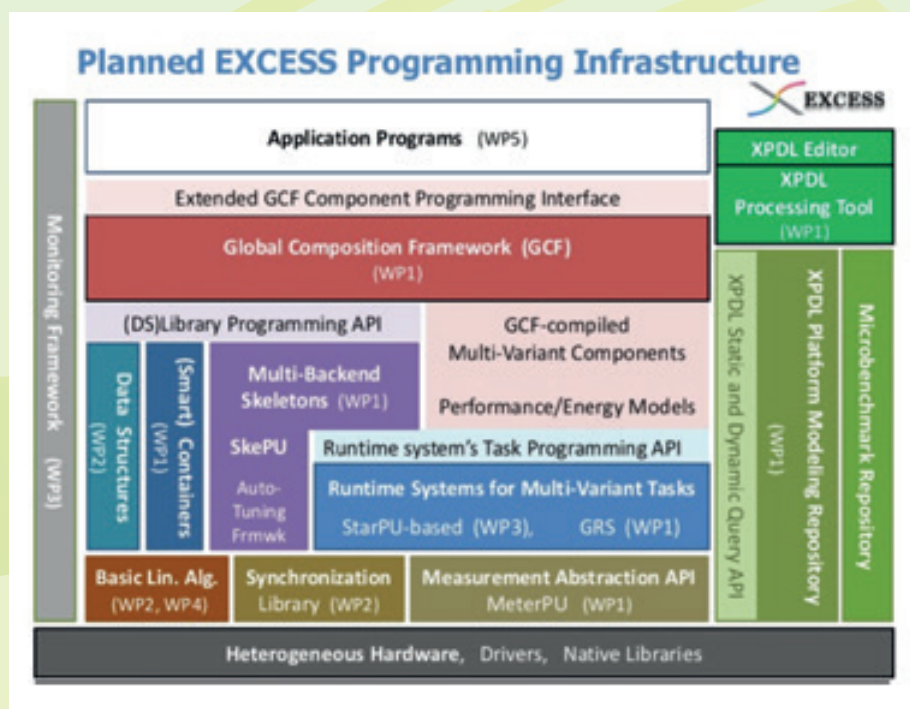 Planned EXCESS Programming Infrastructure
EXCESS
Monitoring Framework (WP3)
Application Programs (WP5)
Extended GCF Component Programming Interface
Global Composition Framework (GCF)
(WP1)
(DS)Library Programming API
Data Structures
(WP2)
(Smart) Containers
(WP1)
Multi-Backend
Skeletons (WP1)
SkePU
Auto-
Tuning
Frmwk
GCF-compiled
Multi-Variant Components
Performance/Energy Models
Runtime system's Task Programming API
Runtime Systems for Multi-Variant Tasks
StarPU-based (WP3), GRS (WP1)
Basic Lin. Alg.
(WP2, WP4)
Synchronization
Library (WP2)
Measurement Abstraction API
MeterPU (WP1)
XPDL Editor
XPDL
Processing Tool
(WP1)
XPDL Static and Dynamic Query API
(WP1)
XPDL Platform Modeling Repository
Microbenchmark Repository
Heterogeneous Hardware, Drivers, Native Libraries